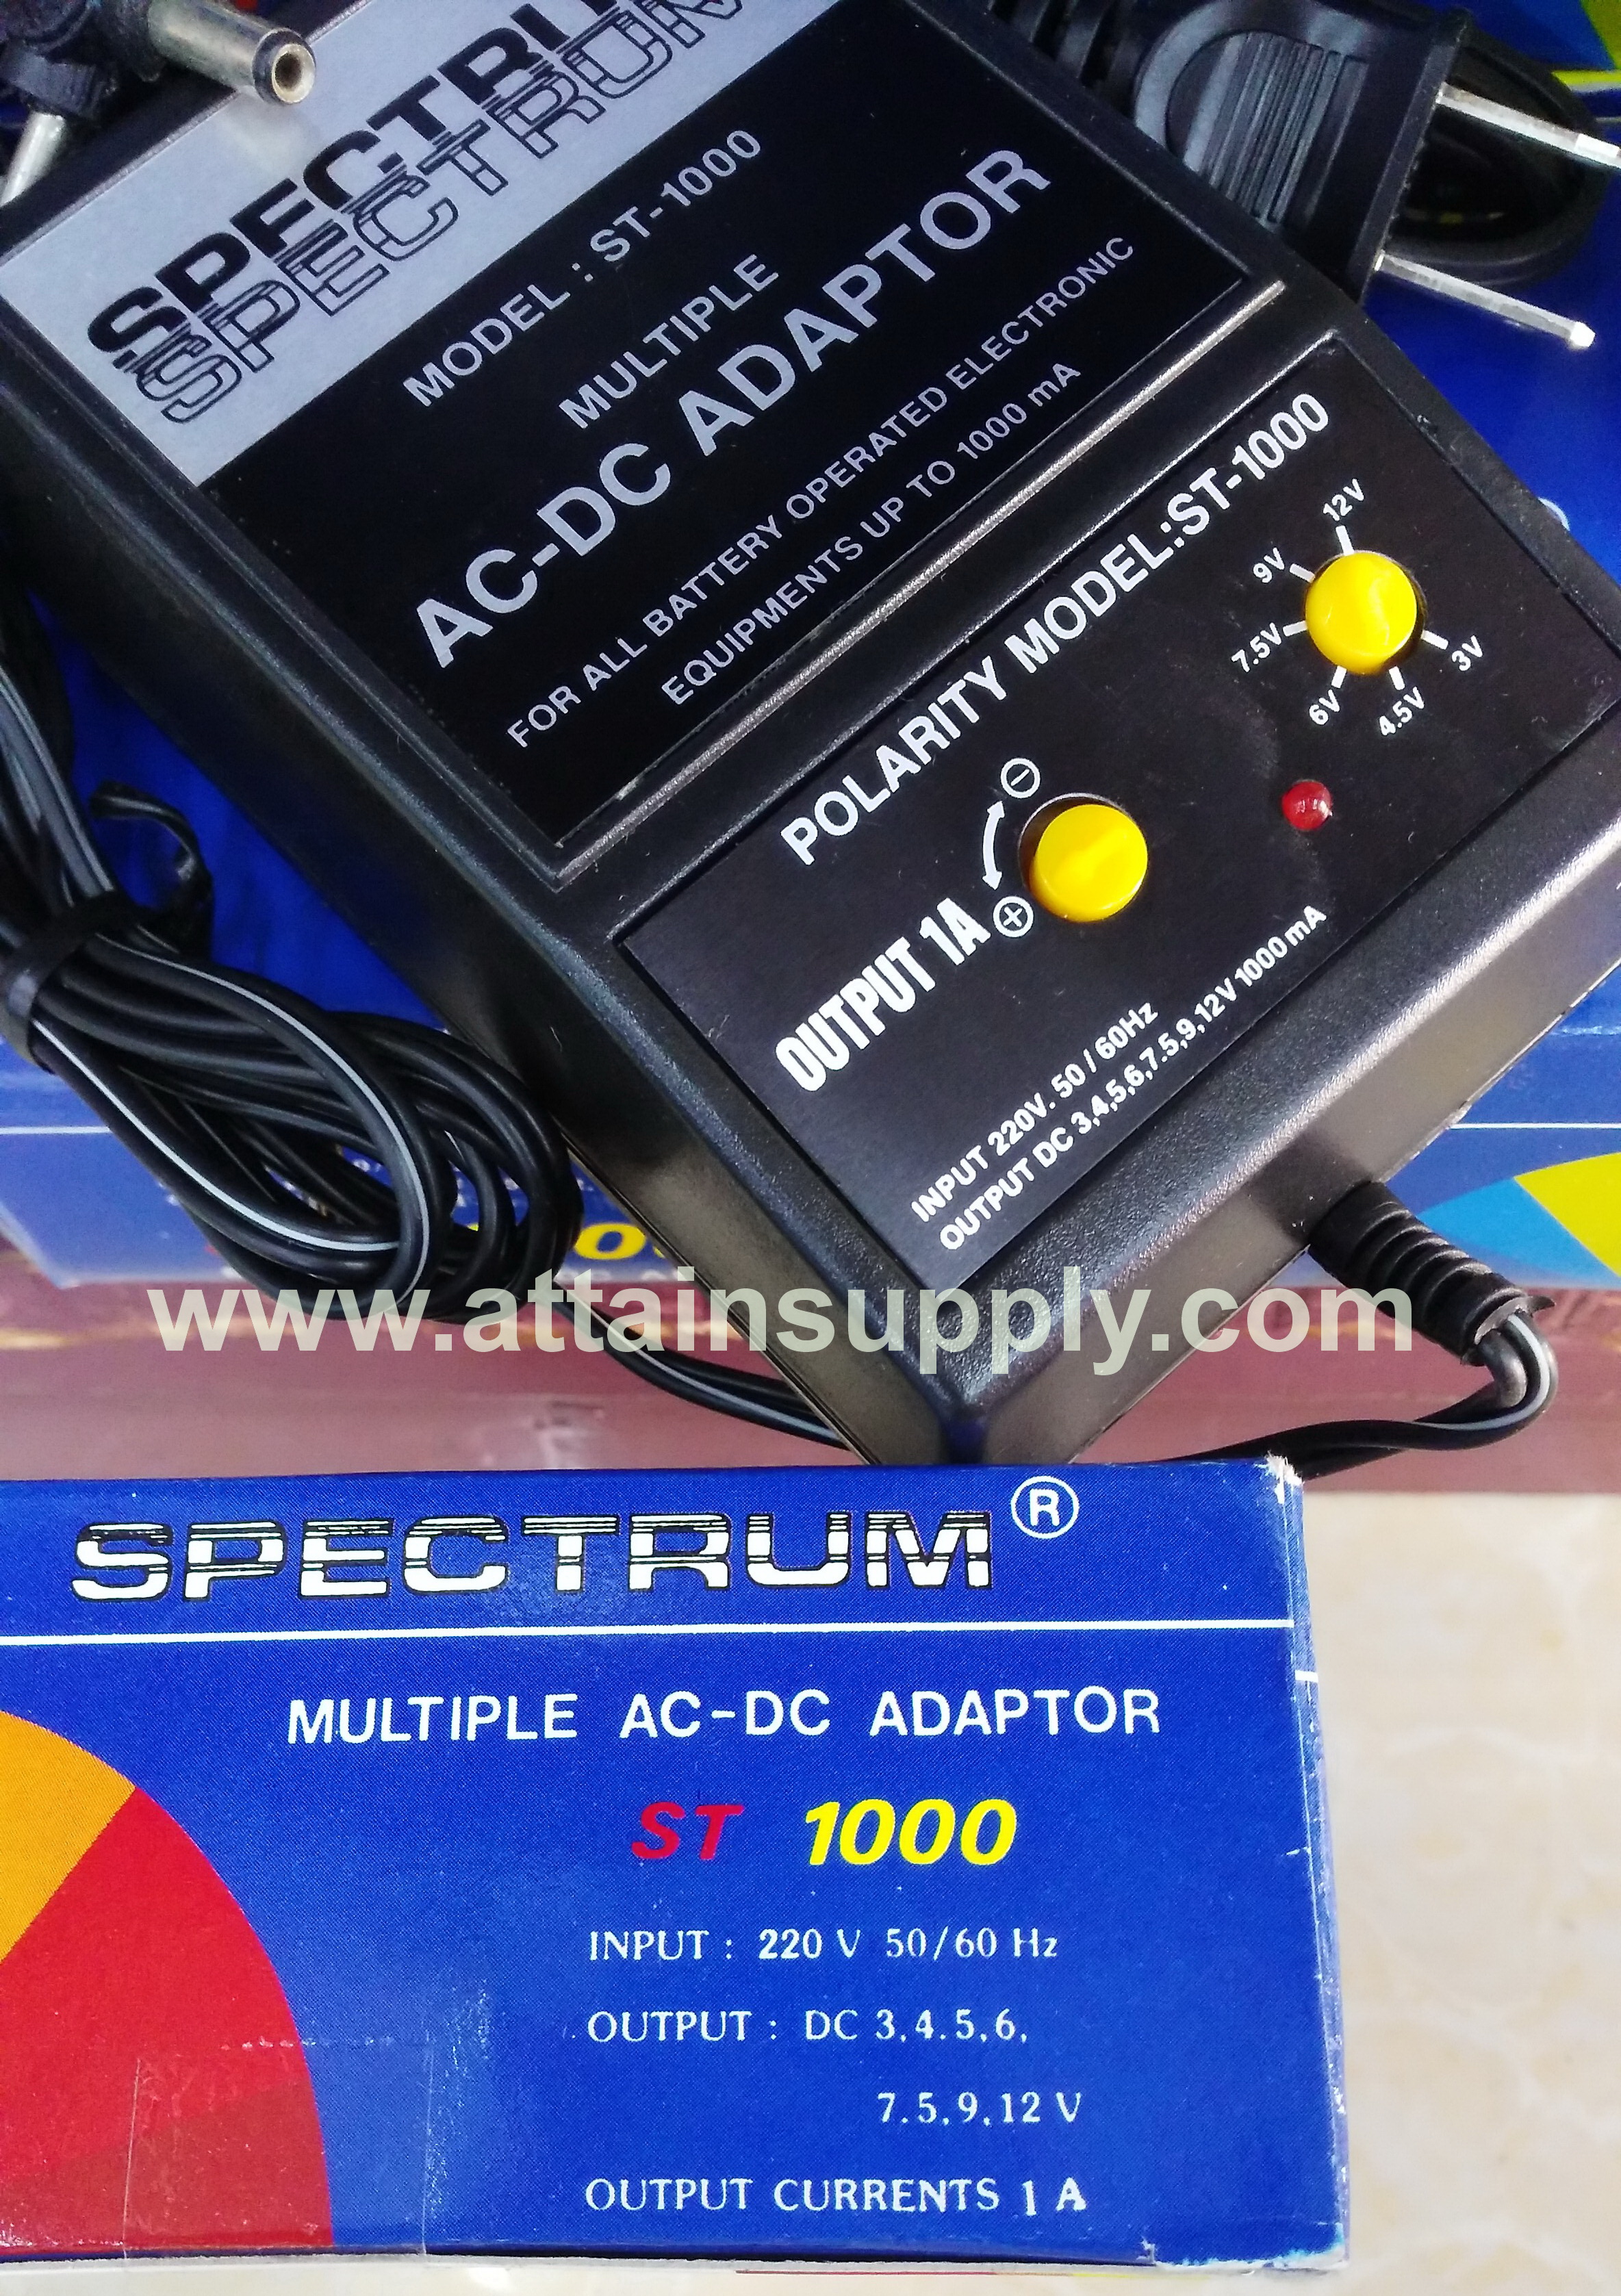 SPECTRUM
SPECTRUM
MODEL : ST-1000
MULTIPLE
AC-DC ADAPTOR
FOR ALL BATTERY OPERATED ELECTRONIC
EQUIPMENTS UP TO 1000 mA
POLARITY MODEL:ST-1000
12V
9V
7.5V
6V
4.5V
3V
−
+
OUTPUT 1A
INPUT 220V. 50 / 60Hz
OUTPUT DC 3,4,5,6,7.5,9,12V 1000 mA
www.attainsupply.com
SPECTRUM ®
MULTIPLE AC-DC ADAPTOR
ST 1000
INPUT : 220 V 50/60 Hz
OUTPUT : DC 3,4.5,6,
7.5,9,12 V
OUTPUT CURRENTS 1 A